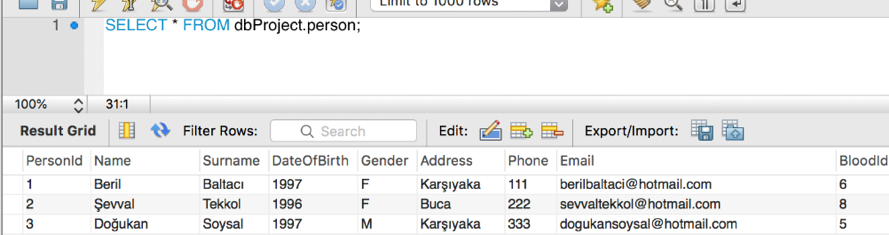 Limit to 1000 rows
1 SELECT * FROM dbProject.person;
100% 31:1
Result Grid Filter Rows: Search Edit: Export/Import:
PersonId Name Surname DateOfBirth Gender Address Phone Email BloodId
1 Beril Baltacı 1997 F Karşıyaka 111 berilbaltaci@hotmail.com 6
2 Şevval Tekkol 1996 F Buca 222 sevvaltekkol@hotmail.com 8
3 Doğukan Soysal 1997 M Karşıyaka 333 dogukansoysal@hotmail.com 5